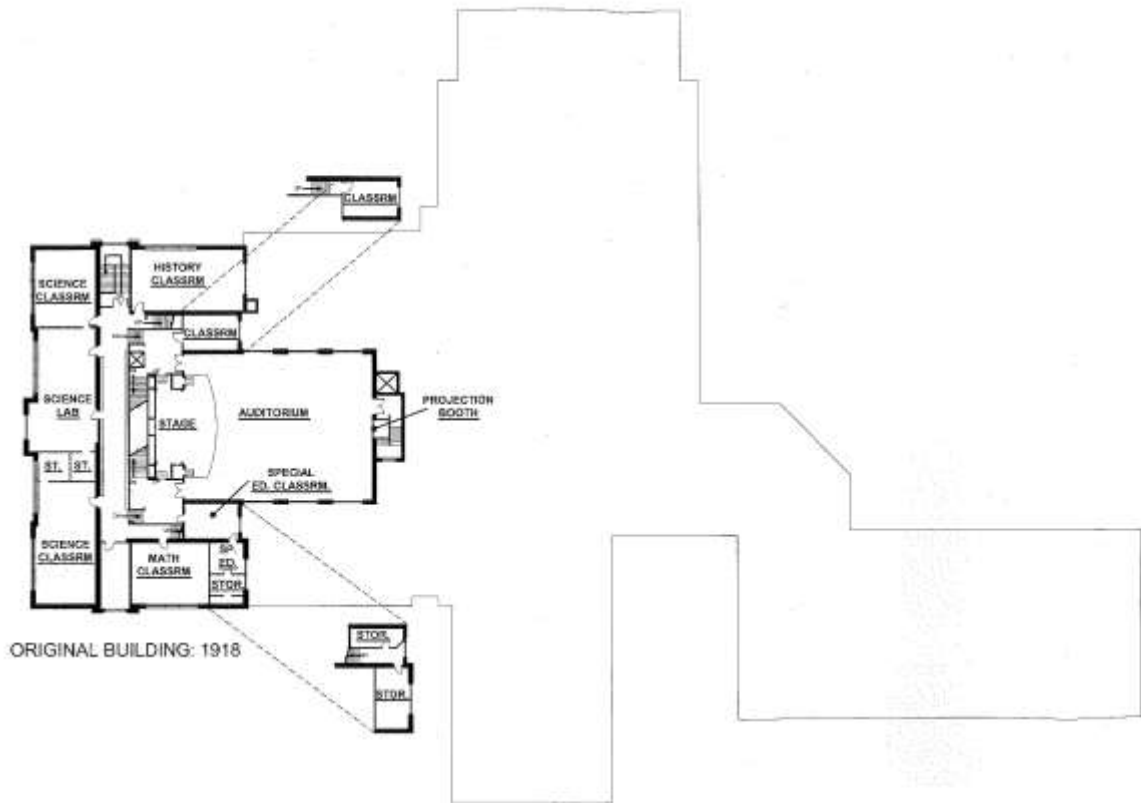 CLASSRM
HISTORY
CLASSRM
SCIENCE
CLASSRM
CLASSRM
SCIENCE
LAB
STAGE
AUDITORIUM
PROJECTION
BOOTH
ST.
ST.
SPECIAL
ED. CLASSRM.
SCIENCE
CLASSRM
MATH
CLASSRM
SP.
ED.
STOR.
ORIGINAL BUILDING: 1918
STOR.
STOR.